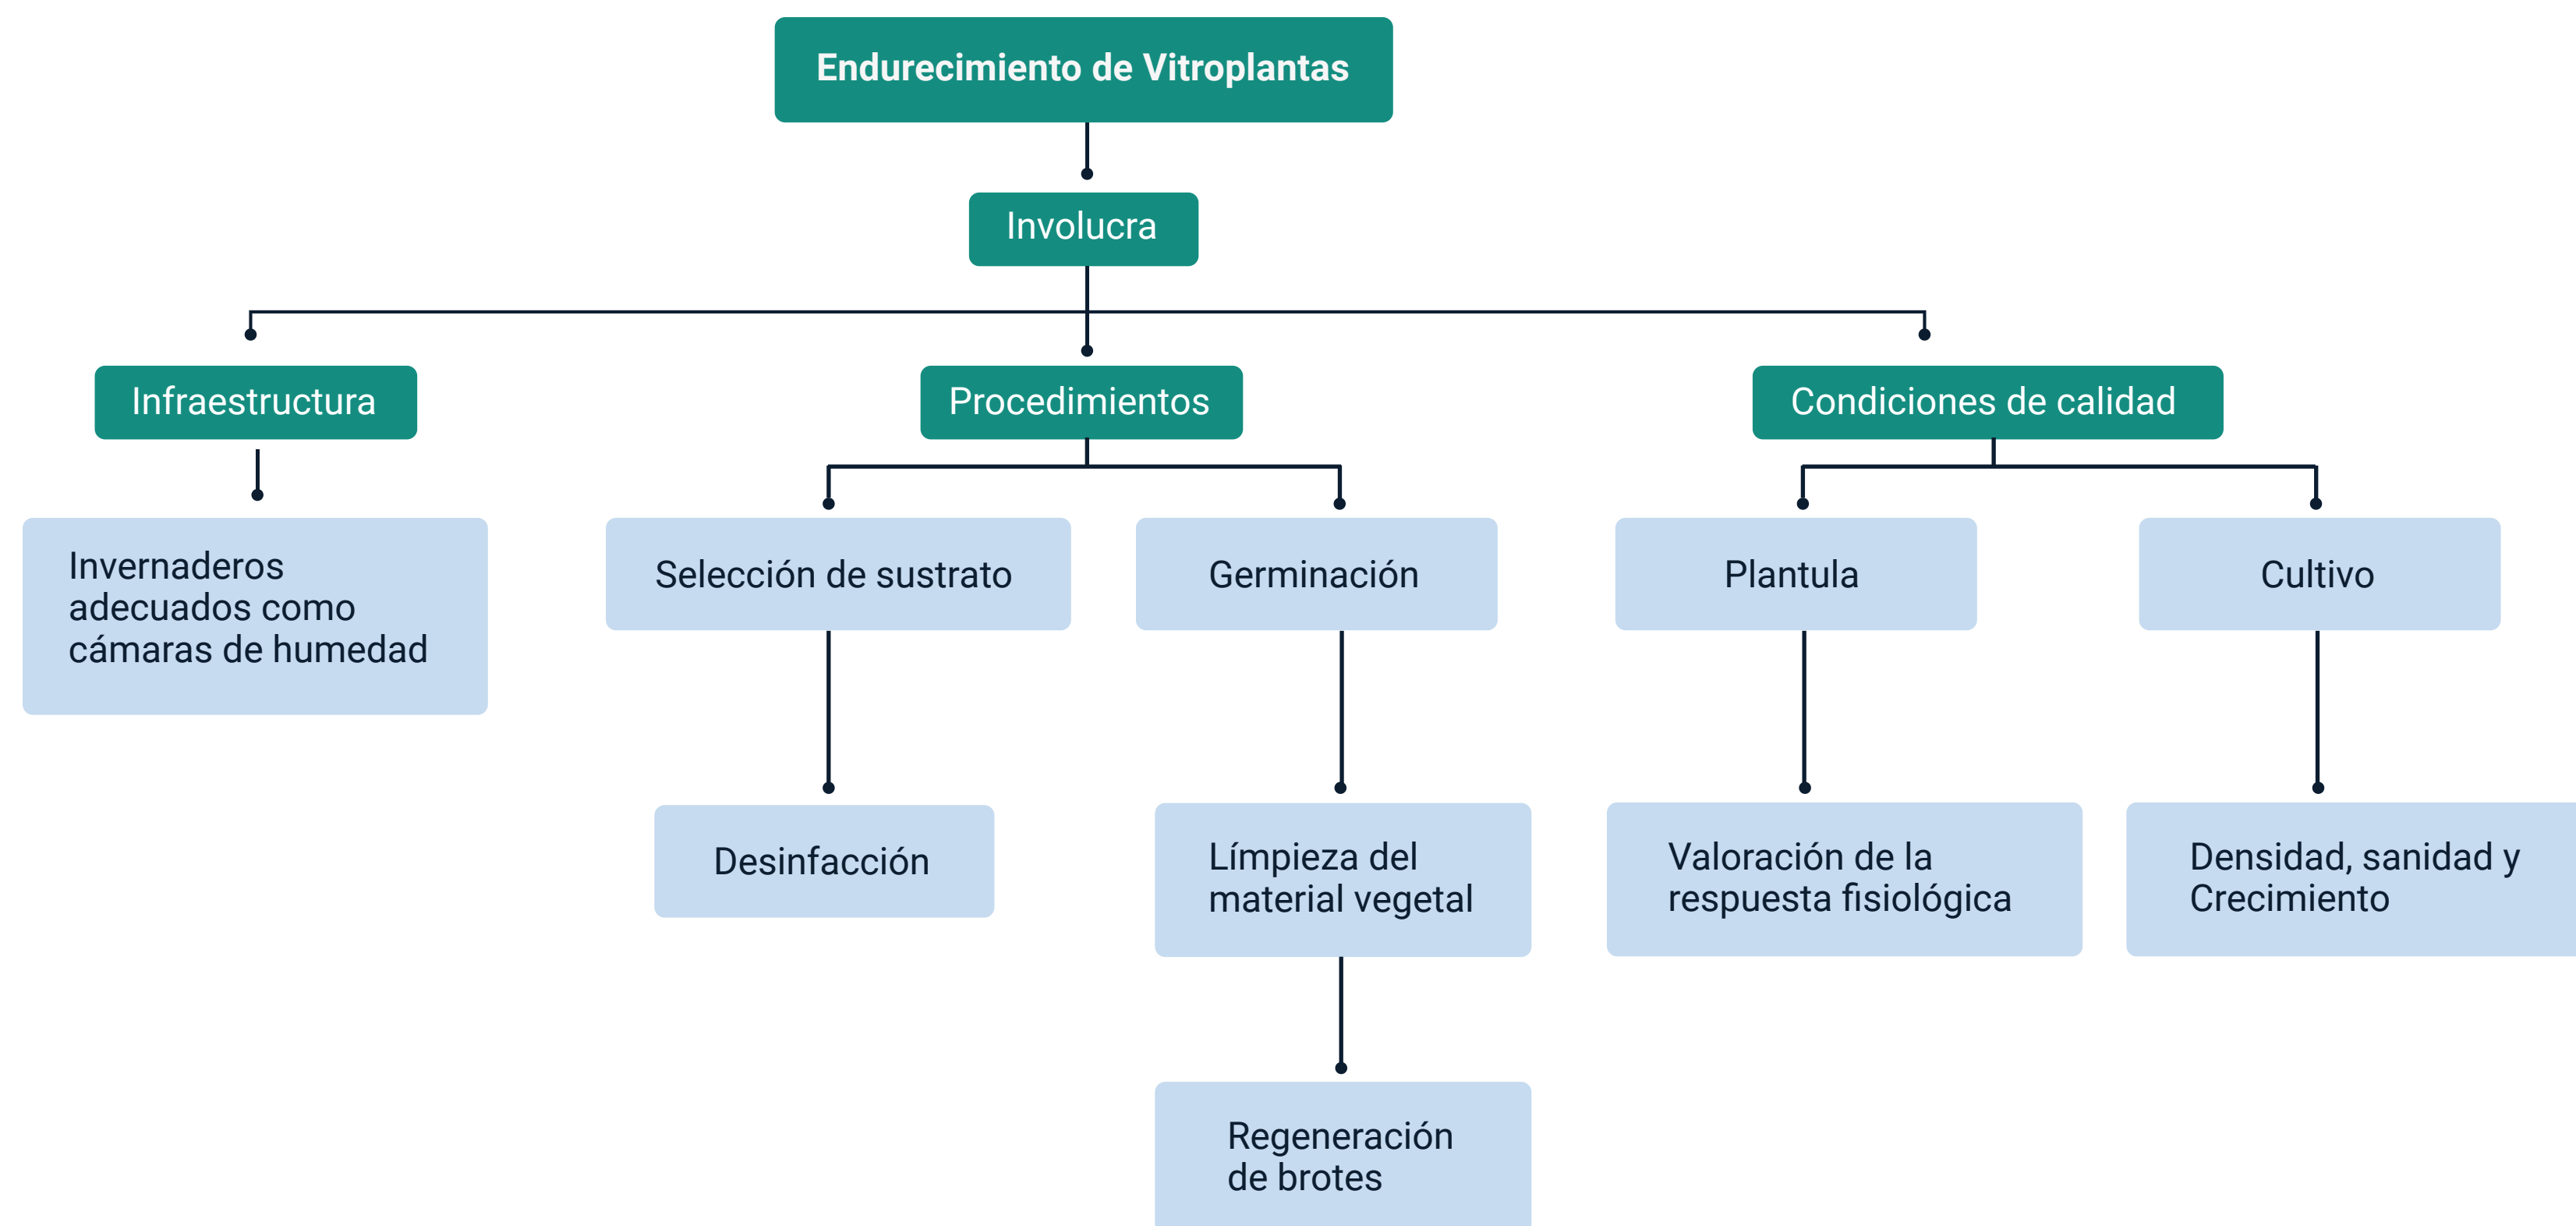 Endurecimiento de Vitroplantas
Involucra
Infraestructura
Procedimientos
Condiciones de calidad
Invernaderos
adecuados como
cámaras de humedad
Selección de sustrato
Germinación
Plantula
Cultivo
Desinfacción
Límpieza del
material vegetal
Valoración de la
respuesta fisiológica
Densidad, sanidad y
Crecimiento
Regeneración
de brotes